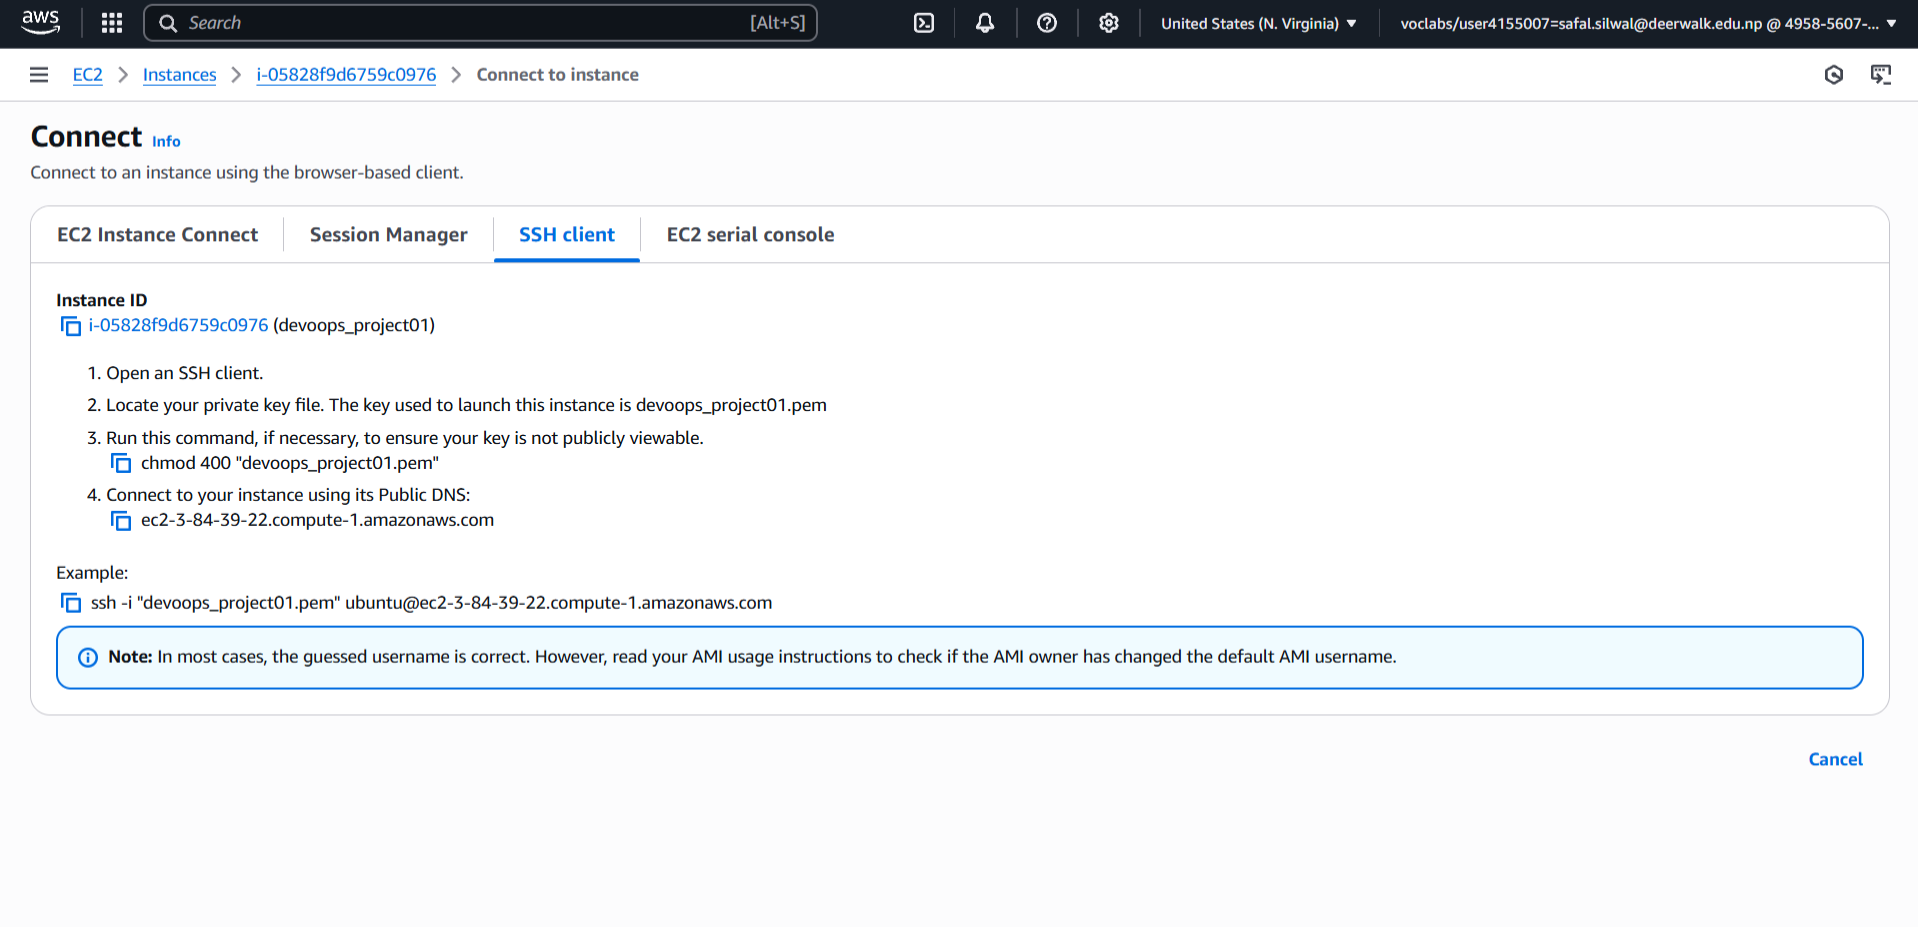 aws
Search [Alt+S]
United States (N. Virginia)
voclabs/user4155007=safal.silwal@deerwalk.edu.np @ 4958-5607-...
EC2 Instances i-05828f9d6759c0976 Connect to instance
Connect Info
Connect to an instance using the browser-based client.
EC2 Instance Connect Session Manager SSH client EC2 serial console
Instance ID
i-05828f9d6759c0976 (devoops_project01)
1. Open an SSH client.
2. Locate your private key file. The key used to launch this instance is devoops_project01.pem
3. Run this command, if necessary, to ensure your key is not publicly viewable.
chmod 400 "devoops_project01.pem"
4. Connect to your instance using its Public DNS:
ec2-3-84-39-22.compute-1.amazonaws.com
Example:
ssh -i "devoops_project01.pem" ubuntu@ec2-3-84-39-22.compute-1.amazonaws.com
Note: In most cases, the guessed username is correct. However, read your AMI usage instructions to check if the AMI owner has changed the default AMI username.
Cancel